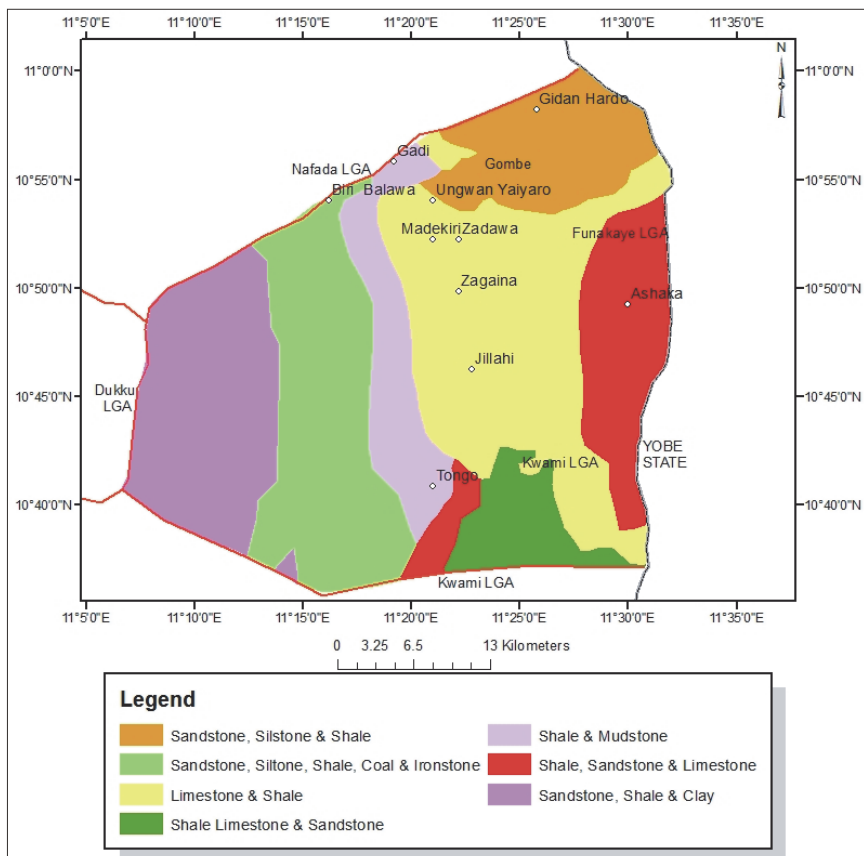 11°5'0"E 11°10'0"E 11°15'0"E 11°20'0"E 11°25'0"E 11°30'0"E 11°35'0"E
N
11°0'0"N 11°0'0"N
Gidan Hardo
Gadi
Gombe
Nafada LGA
10°55'0"N 10°55'0"N
Biri Balawa Ungwan Yaiyaro
Madekiri Zadawa Funakaye LGA
10°50'0"N 10°50'0"N
Zagaina
Ashaka
Jillahi
10°45'0"N 10°45'0"N
Dukku
LGA
YOBE
STATE
Kwami LGA
Tongo
10°40'0"N 10°40'0"N
Kwami LGA
11°5'0"E 11°10'0"E 11°15'0"E 11°20'0"E 11°25'0"E 11°30'0"E 11°35'0"E
0 3.25 6.5 13 Kilometers
Legend
Sandstone, Silstone & Shale
Sandstone, Siltone, Shale, Coal & Ironstone
Limestone & Shale
Shale Limestone & Sandstone
Shale & Mudstone
Shale, Sandstone & Limestone
Sandstone, Shale & Clay